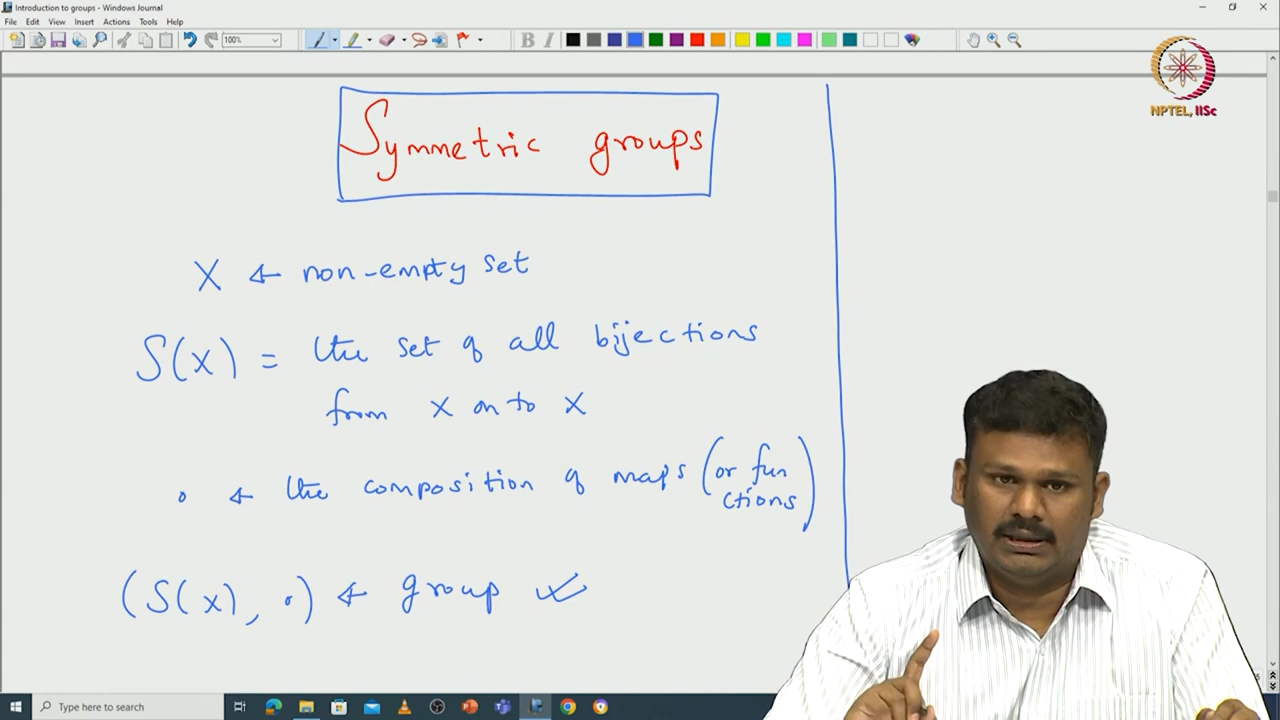 Introduction to groups - Windows Journal
File Edit View Insert Actions Tools Help
100%
B I
NPTEL, IISc
Symmetric groups
X ← non-empty set
S(X) = the set of all bijections
from X on to X
∘ ← the composition of maps (or fun
ctions)
(S(X), ∘) ← group ✓
Type here to search